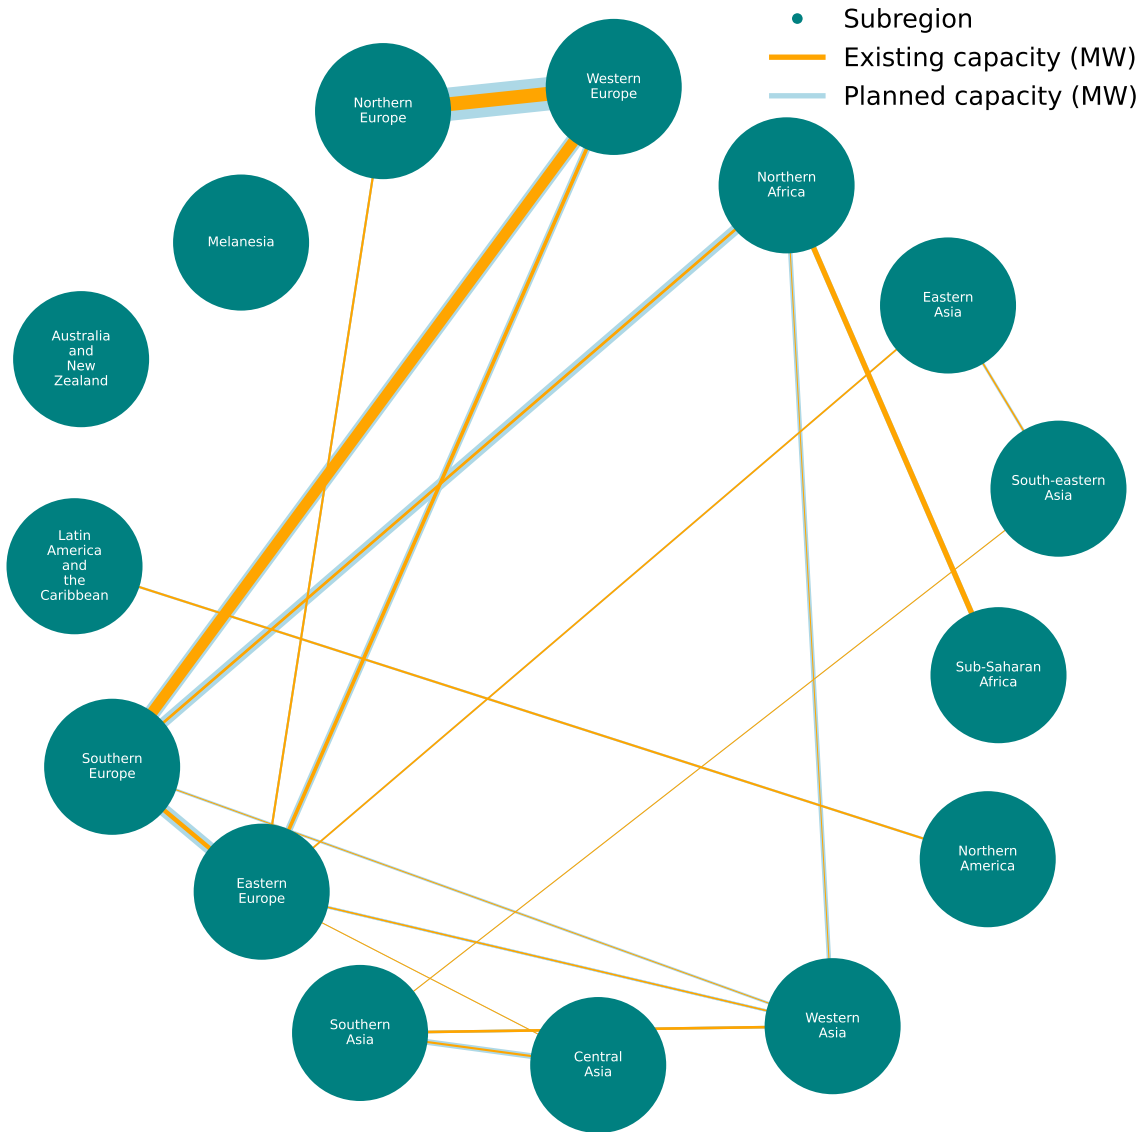 Subregion
Existing capacity (MW)
Planned capacity (MW)
Western
Europe
Northern
Europe
Northern
Africa
Melanesia
Eastern
Asia
Australia
and
New
Zealand
South-eastern
Asia
Latin
America
and
the
Caribbean
Sub-Saharan
Africa
Southern
Europe
Northern
America
Eastern
Europe
Western
Asia
Southern
Asia
Central
Asia